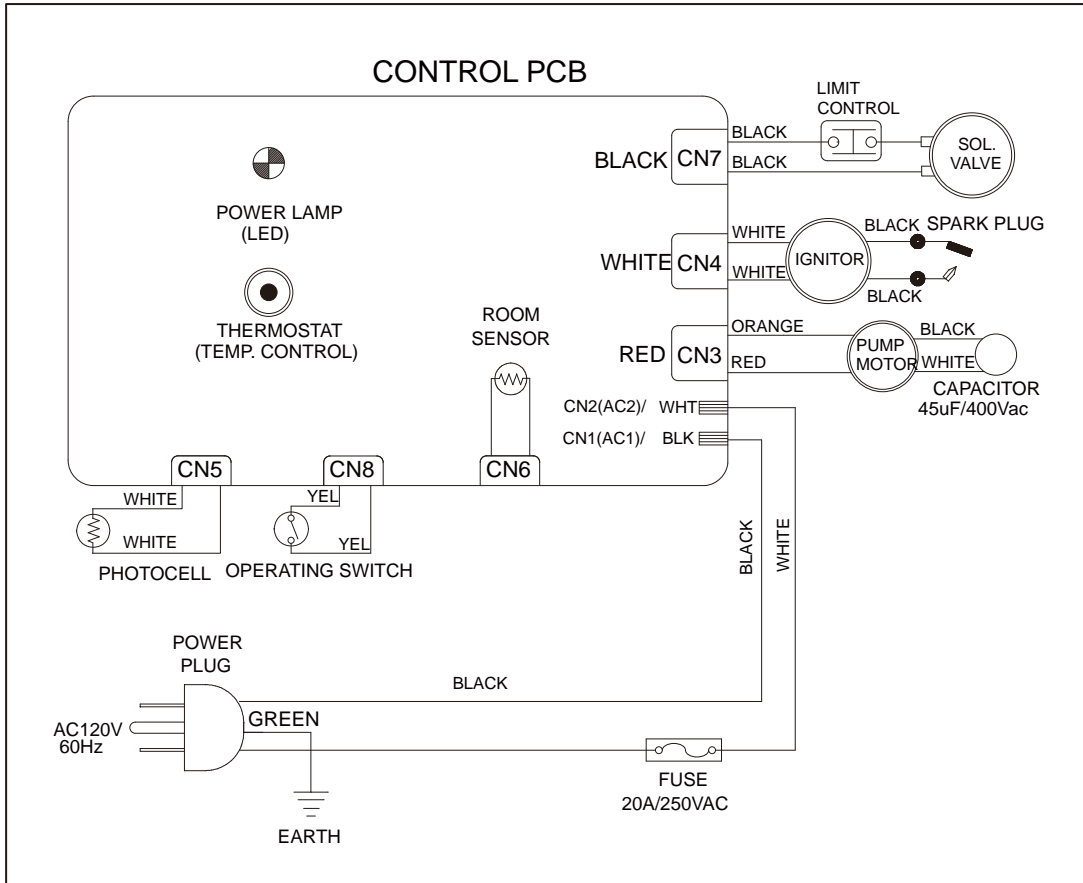 CONTROL PCB
POWER LAMP
(LED)
THERMOSTAT
(TEMP. CONTROL)
ROOM
SENSOR
BLACK CN7
BLACK
BLACK
LIMIT
CONTROL
SOL.
VALVE
WHITE CN4
WHITE
WHITE
IGNITOR
BLACK
BLACK
SPARK PLUG
RED CN3
ORANGE
RED
PUMP
MOTOR
BLACK
WHITE
CAPACITOR
45uF/400Vac
CN2(AC2)/ WHT
CN1(AC1)/ BLK
CN5
CN8
CN6
WHITE
WHITE
PHOTOCELL
YEL
YEL
OPERATING SWITCH
BLACK
WHITE
POWER
PLUG
AC120V
60Hz
BLACK
GREEN
EARTH
FUSE
20A/250VAC